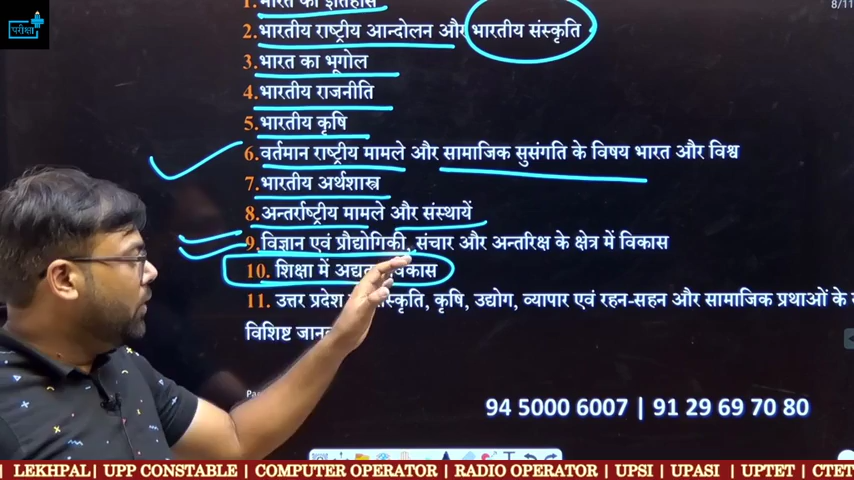 8/11
परीक्षा
1. भारत का इतिहास
2. भारतीय राष्ट्रीय आन्दोलन और भारतीय संस्कृति
3. भारत का भूगोल
4. भारतीय राजनीति
5. भारतीय कृषि
6. वर्तमान राष्ट्रीय मामले और सामाजिक सुसंगति के विषय भारत और विश्व
7. भारतीय अर्थशास्त्र
8. अन्तर्राष्ट्रीय मामले और संस्थायें
9. विज्ञान एवं प्रौद्योगिकी, संचार और अन्तरिक्ष के क्षेत्र में विकास
10. शिक्षा में
11. उत्तर प्रदेश कृषि, उद्योग, व्यापार एवं रहन-सहन और सामाजिक प्रथाओं के
विशिष्ट
94 5000 6007 | 91 29 69 70 80
| LEKHPAL| UPP CONSTABLE | COMPUTER OPERATOR | RADIO OPERATOR | UPSI | UPASI | UPTET | CTET